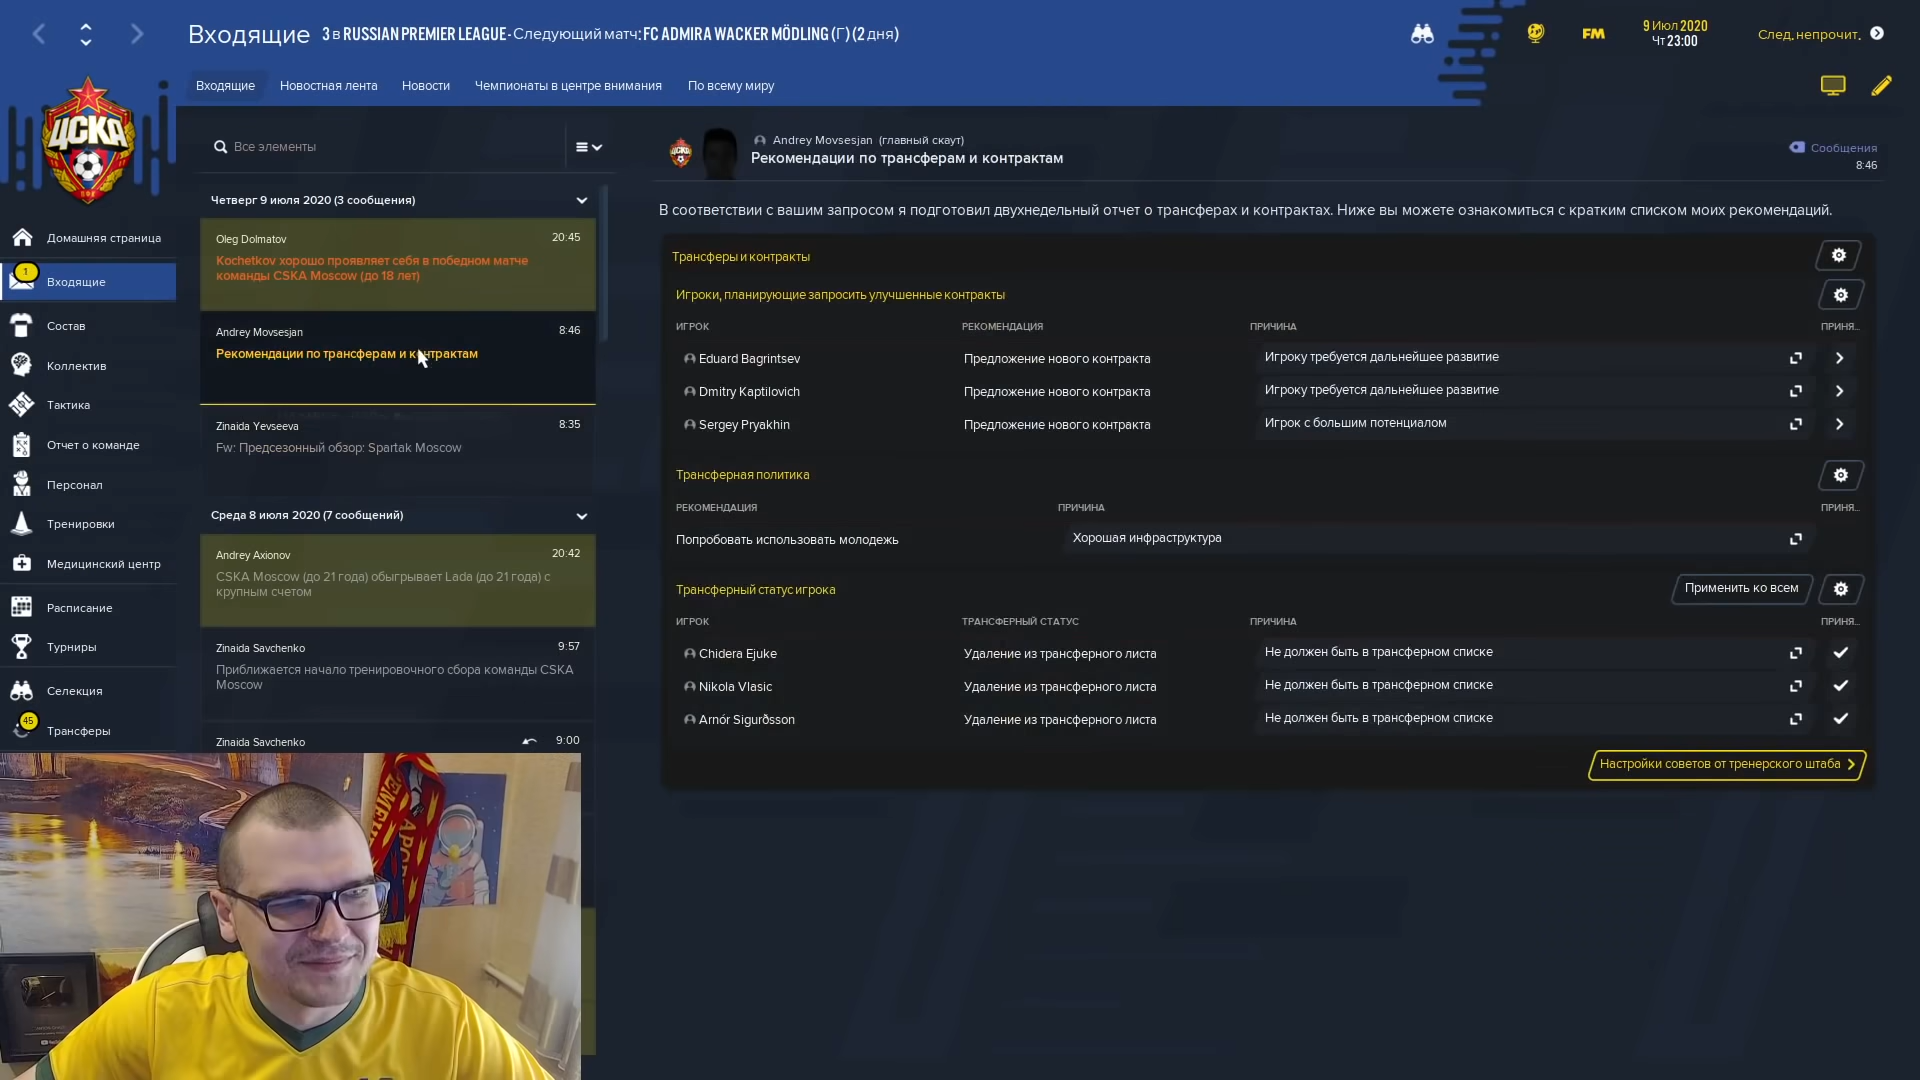 Входящие
3 в RUSSIAN PREMIER LEAGUE - Следующий матч: FC ADMIRA WACKER MÖDLING (Г) (2 дня)
FM
9 Июл 2020
Чт 23:00
След. непрочит.
Входящие
Новостная лента
Новости
Чемпионаты в центре внимания
По всему миру
ЦСКА
Домашняя страница
1
Входящие
Состав
Коллектив
Тактика
Отчет о команде
Персонал
Тренировки
Медицинский центр
Расписание
Турниры
Селекция
45
Трансферы
Все элементы
Четверг 9 июля 2020 (3 сообщения)
Oleg Dolmatov 20:45
Kochetkov хорошо проявляет себя в победном матче
команды CSKA Moscow (до 18 лет)
Andrey Movsesjan 8:46
Рекомендации по трансферам и контрактам
Zinaida Yevseeva 8:35
Fw: Предсезонный обзор: Spartak Moscow
Среда 8 июля 2020 (7 сообщений)
Andrey Axionov 20:42
CSKA Moscow (до 21 года) обыгрывает Lada (до 21 года) с
крупным счетом
Zinaida Savchenko 9:57
Приближается начало тренировочного сбора команды CSKA
Moscow
Zinaida Savchenko 9:00
Andrey Movsesjan (главный скаут)
Рекомендации по трансферам и контрактам
Сообщения
8:46
В соответствии с вашим запросом я подготовил двухнедельный отчет о трансферах и контрактах. Ниже вы можете ознакомиться с кратким списком моих рекомендаций.
Трансферы и контракты
Игроки, планирующие запросить улучшенные контракты
ИГРОК РЕКОМЕНДАЦИЯ ПРИЧИНА ПРИНЯ...
Eduard Bagrintsev Предложение нового контракта Игроку требуется дальнейшее развитие
Dmitry Kaptilovich Предложение нового контракта Игроку требуется дальнейшее развитие
Sergey Pryakhin Предложение нового контракта Игрок с большим потенциалом
Трансферная политика
РЕКОМЕНДАЦИЯ ПРИЧИНА ПРИНЯ...
Попробовать использовать молодежь Хорошая инфраструктура
Трансферный статус игрока Применить ко всем
ИГРОК ТРАНСФЕРНЫЙ СТАТУС ПРИЧИНА ПРИНЯ...
Chidera Ejuke Удаление из трансферного листа Не должен быть в трансферном списке
Nikola Vlasic Удаление из трансферного листа Не должен быть в трансферном списке
Arnór Sigurðsson Удаление из трансферного листа Не должен быть в трансферном списке
Настройки советов от тренерского штаба